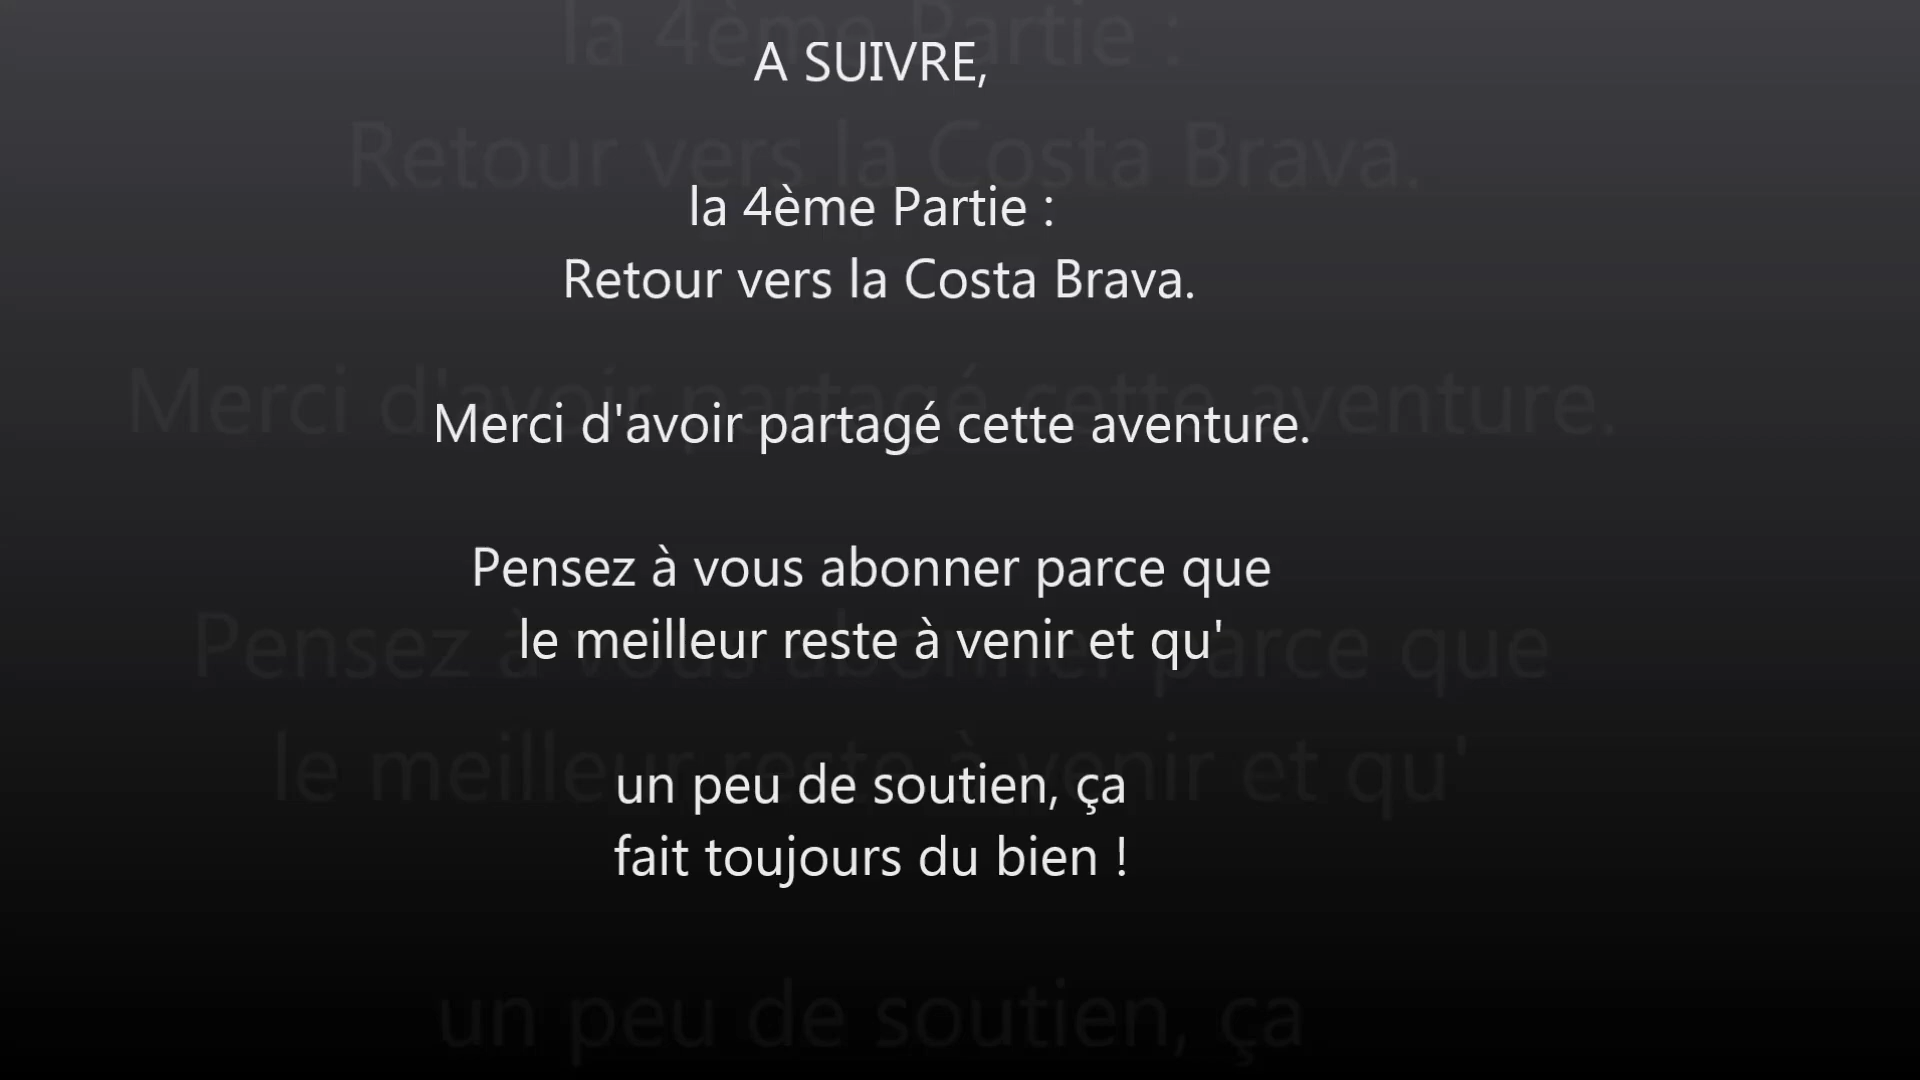 A SUIVRE,
la 4ème Partie :
Retour vers la Costa Brava.
Merci d'avoir partagé cette aventure.
Pensez à vous abonner parce que
le meilleur reste à venir et qu'
un peu de soutien, ça
fait toujours du bien !